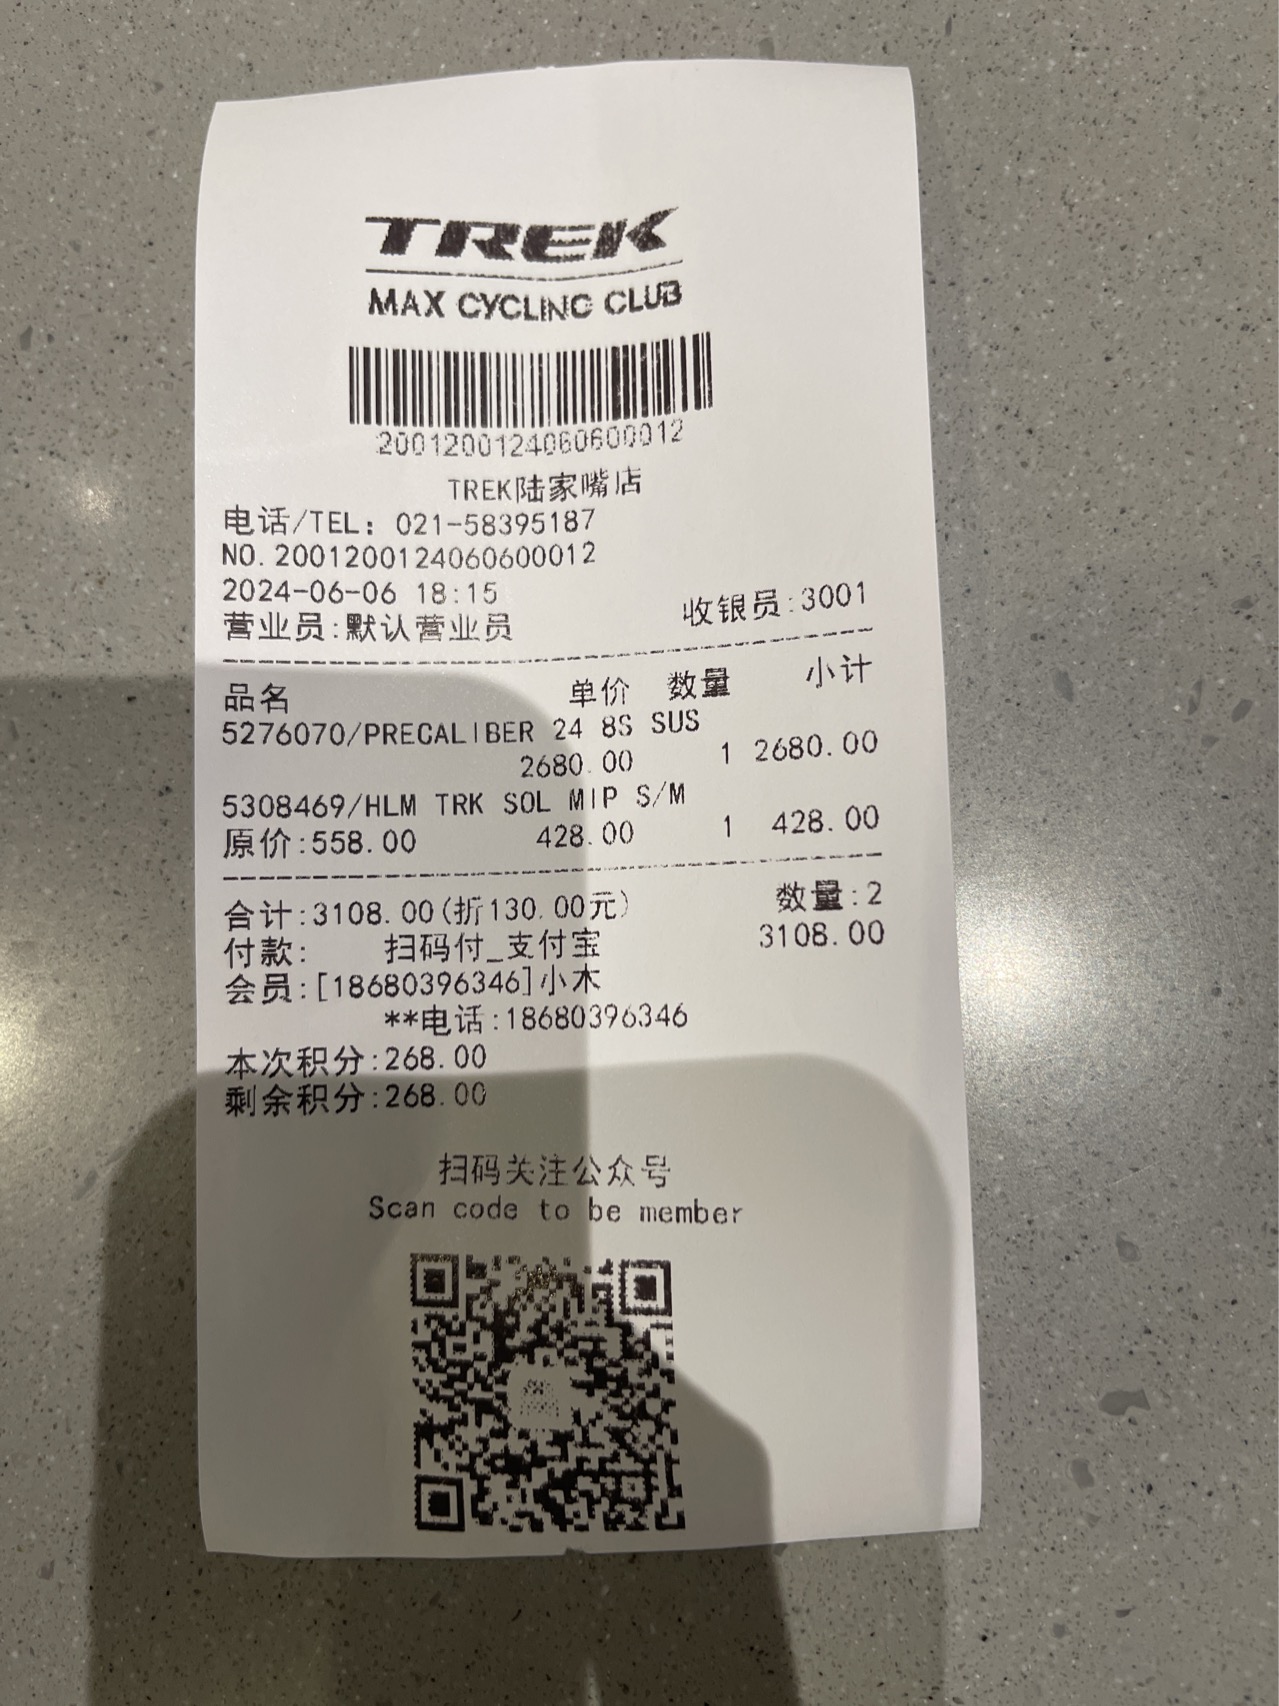 TREK
MAX CYCLING CLUB
2001200124060600012
TREK陆家嘴店
电话/TEL: 021-58395187
NO.2001200124060600012
2024-06-06 18:15
营业员:默认营业员 收银员:3001
品名 单价 数量 小计
5276070/PRECALIBER 24 8S SUS
2680.00 1 2680.00
5308469/HLM TRK SOL MIP S/M
原价:558.00 428.00 1 428.00
合计:3108.00(折130.00元) 数量:2
付款: 扫码付_支付宝 3108.00
会员:[18680396346]小木
**电话:18680396346
本次积分:268.00
剩余积分:268.00
扫码关注公众号
Scan code to be member